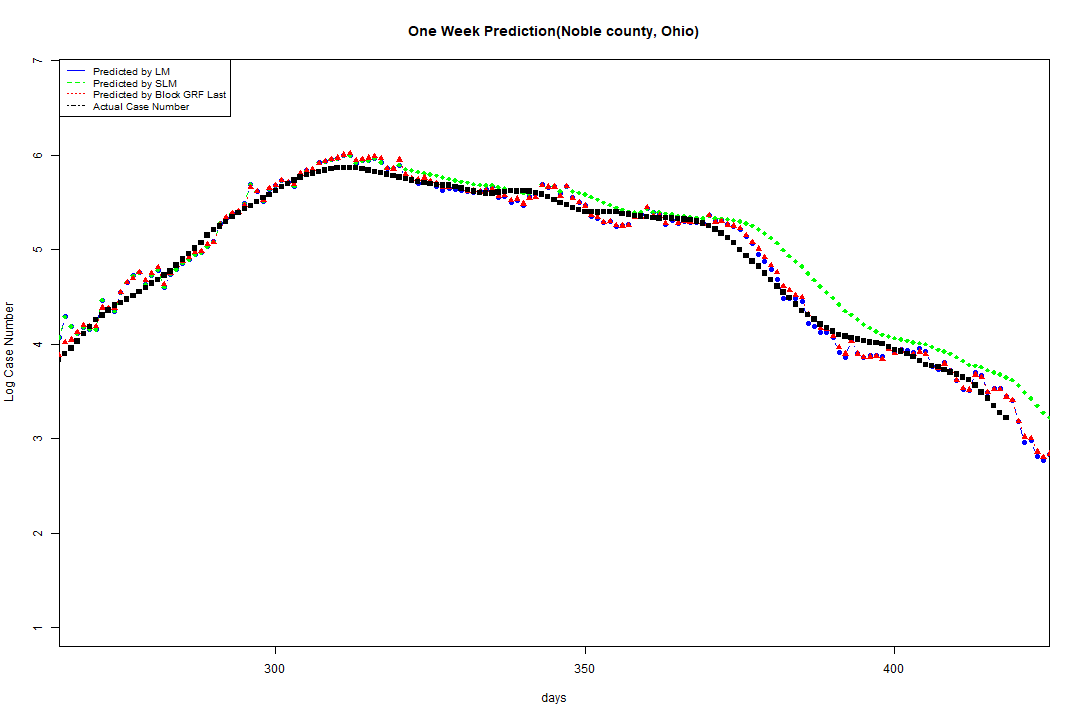 One Week Prediction(Noble county, Ohio)
7
Predicted by LM
Predicted by SLM
Predicted by Block GRF Last
Actual Case Number
6
5
4
3
2
1
Log Case Number
300 350 400
days